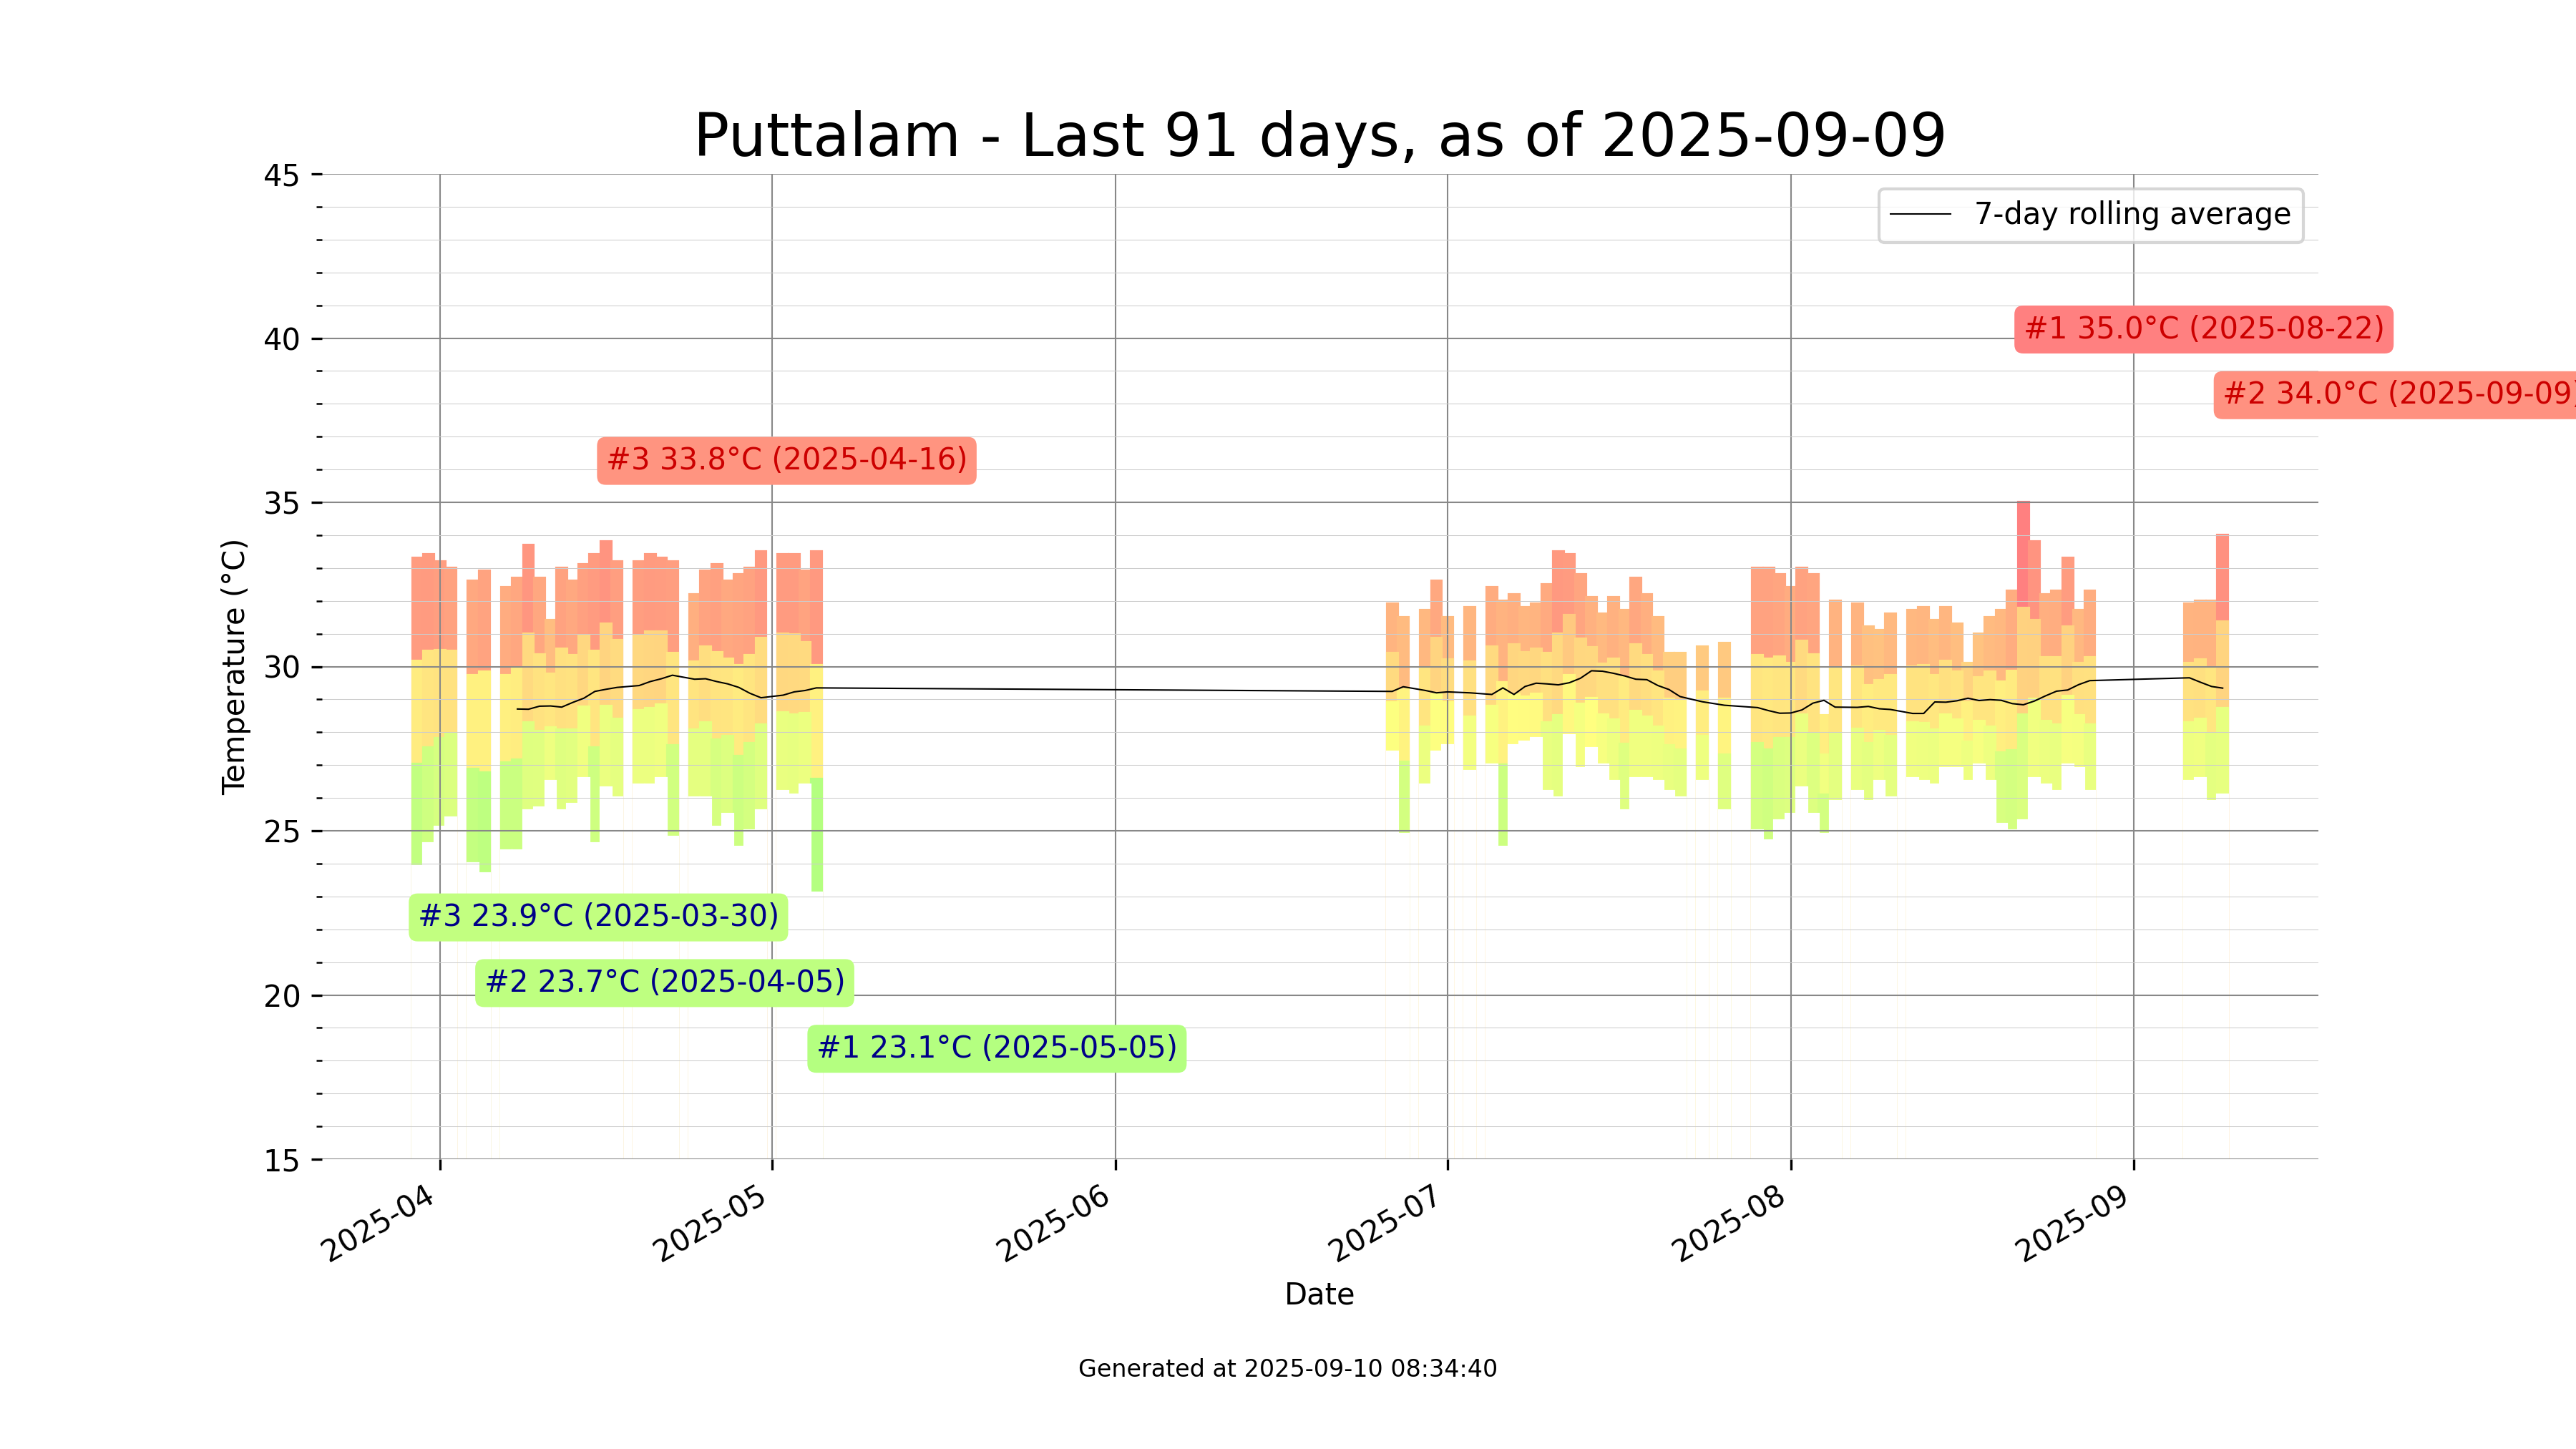 Puttalam - Last 91 days, as of 2025-09-09
45
7-day rolling average
40
#1 35.0°C (2025-08-22)
#2 34.0°C (2025-09-09)
#3 33.8°C (2025-04-16)
35
30
25
Temperature (°C)
#3 23.9°C (2025-03-30)
#2 23.7°C (2025-04-05)
20
#1 23.1°C (2025-05-05)
15
2025-04
2025-05
2025-06
2025-07
2025-08
2025-09
Date
Generated at 2025-09-10 08:34:40